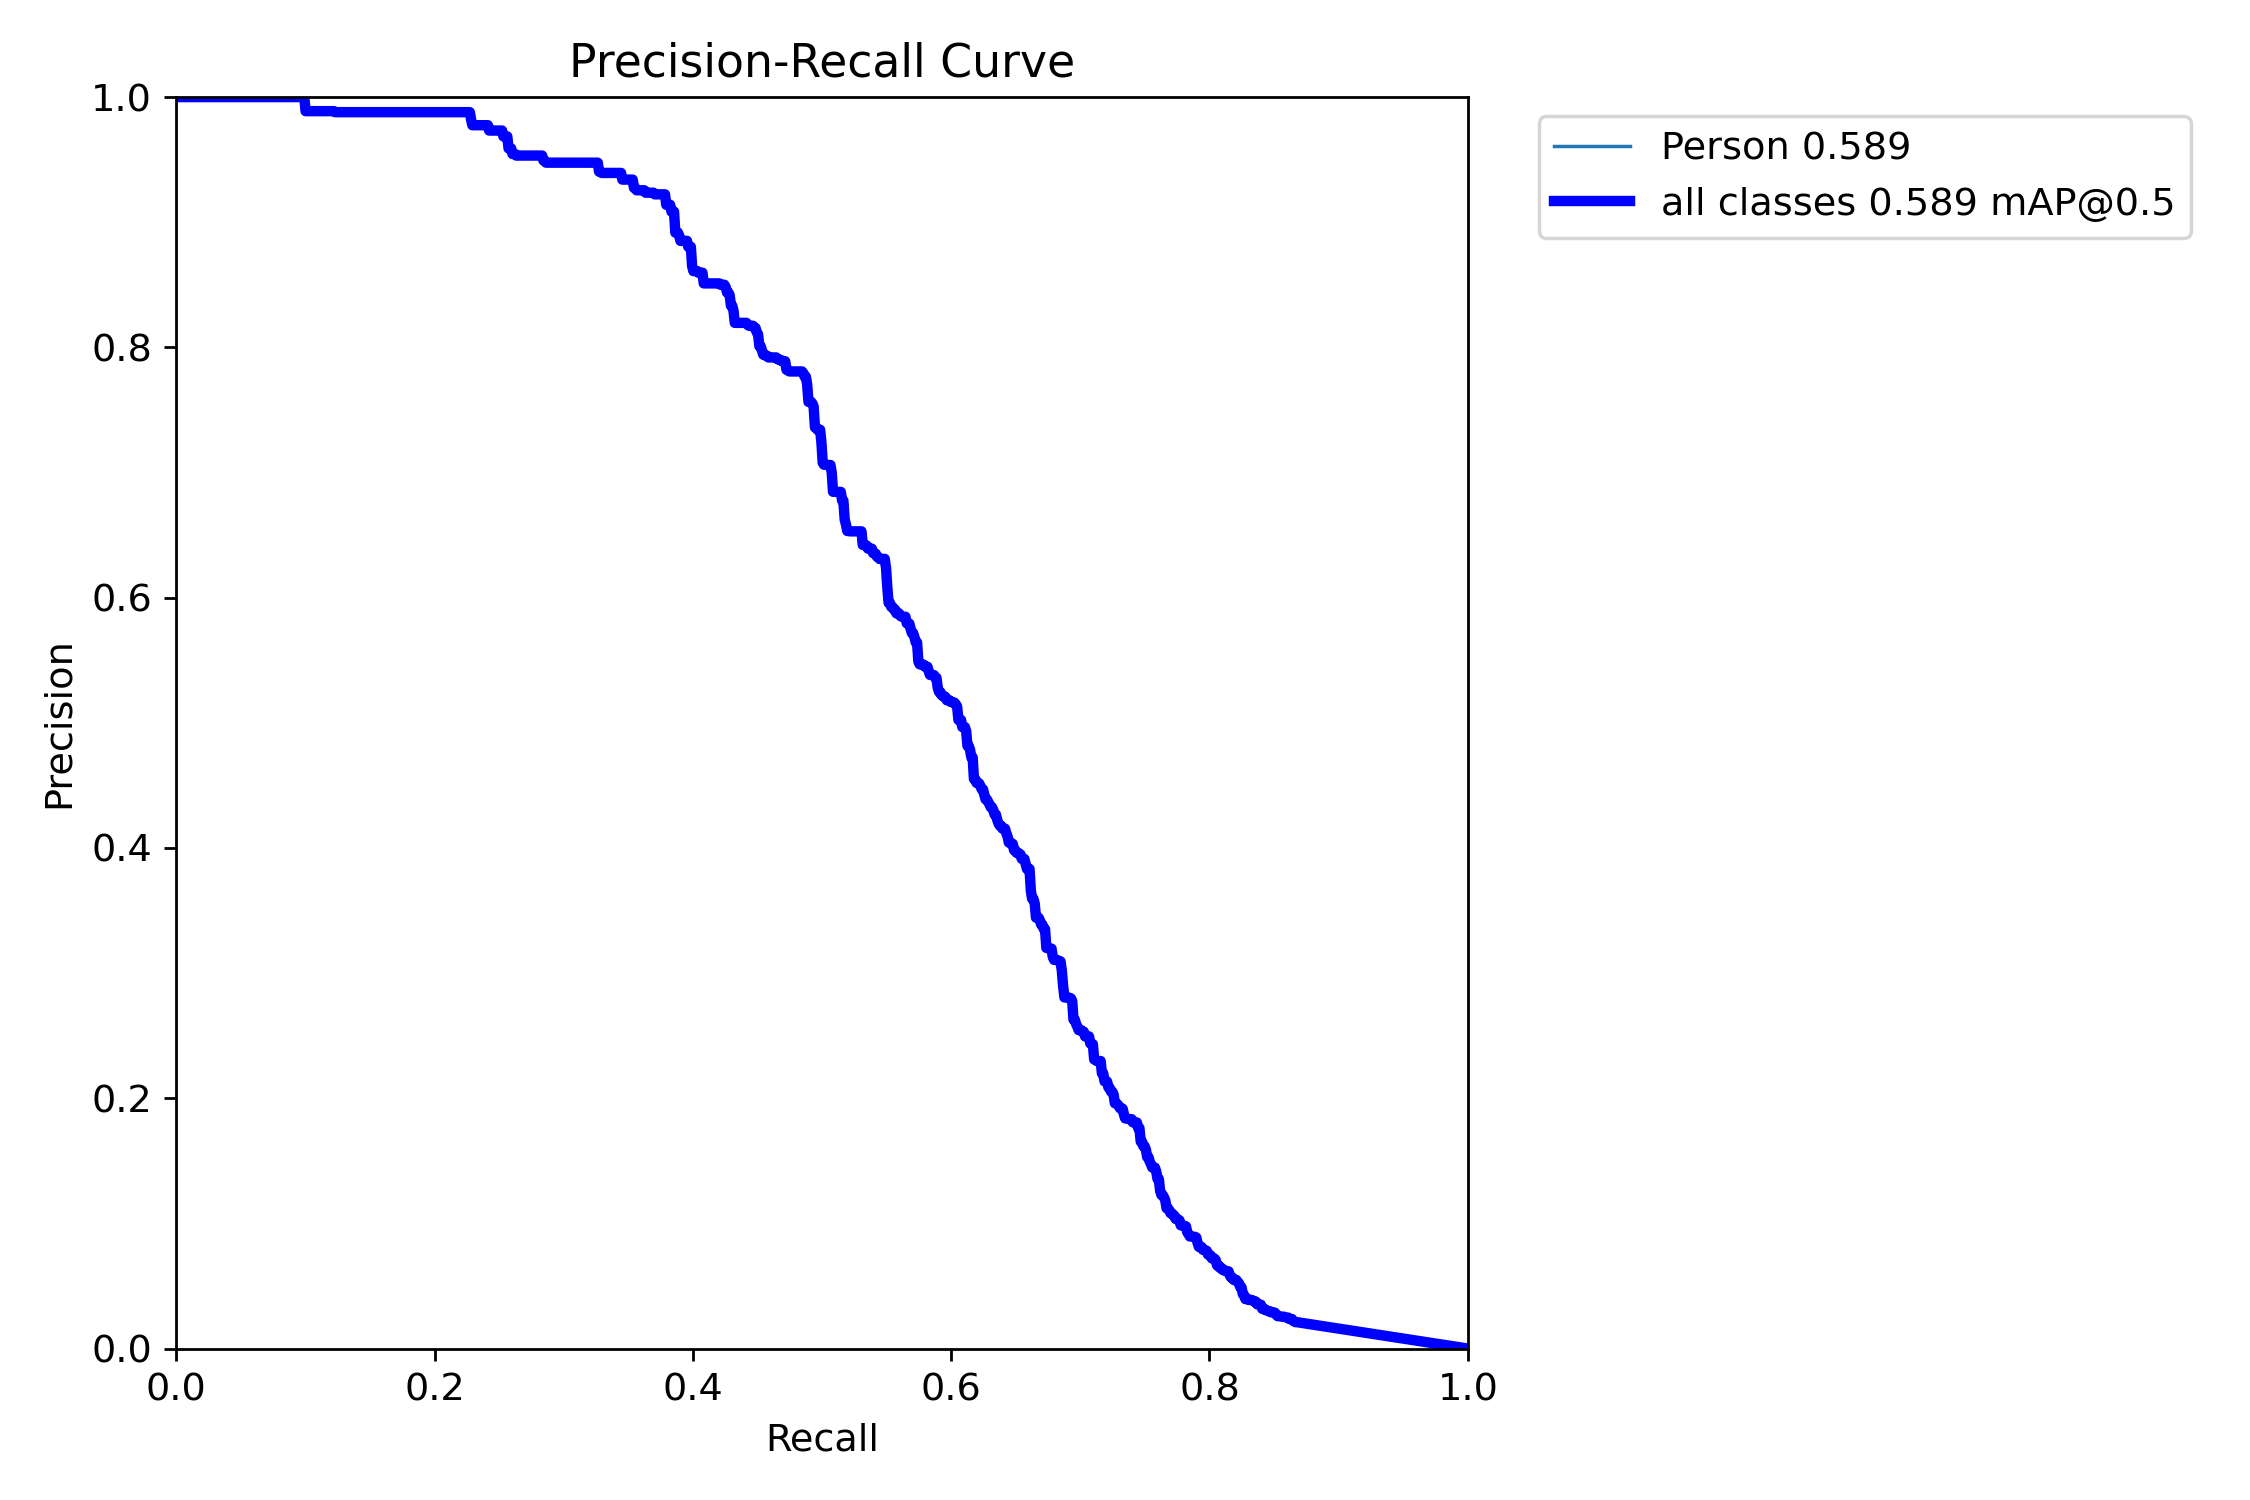 Precision-Recall Curve
Person 0.589
all classes 0.589 mAP@0.5
Precision
1.0
0.8
0.6
0.4
0.2
0.0
0.0 0.2 0.4 0.6 0.8 1.0
Recall